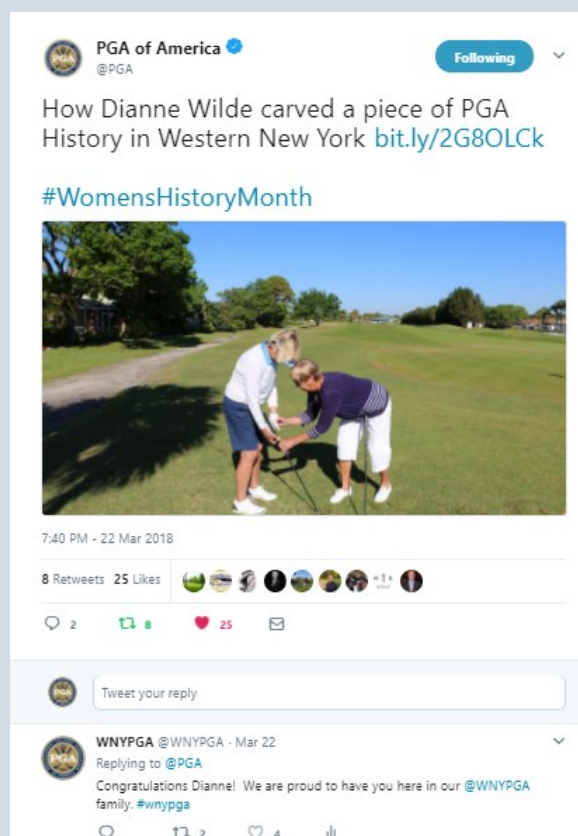 PGA of America
@PGA
Following
How Dianne Wilde carved a piece of PGA
History in Western New York bit.ly/2G8OLCk
#WomensHistoryMonth
7:40 PM - 22 Mar 2018
8 Retweets 25 Likes
2 8 25
PGA
Tweet your reply
WNYPGA @WNYPGA · Mar 22
Replying to @PGA
Congratulations Dianne! We are proud to have you here in our @WNYPGA
family. #wnypga
2 4